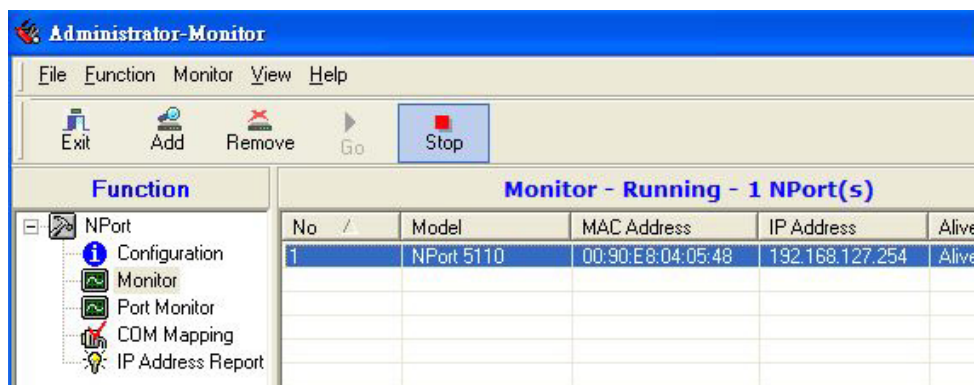 Administrator-Monitor
File Function Monitor View Help
Exit Add Remove Go Stop
Function
Monitor - Running - 1 NPort(s)
NPort
Configuration
Monitor
Port Monitor
COM Mapping
IP Address Report
No Model MAC Address IP Address Alive
1 NPort 5110 00:90:E8:04:05:48 192.168.127.254 Alive